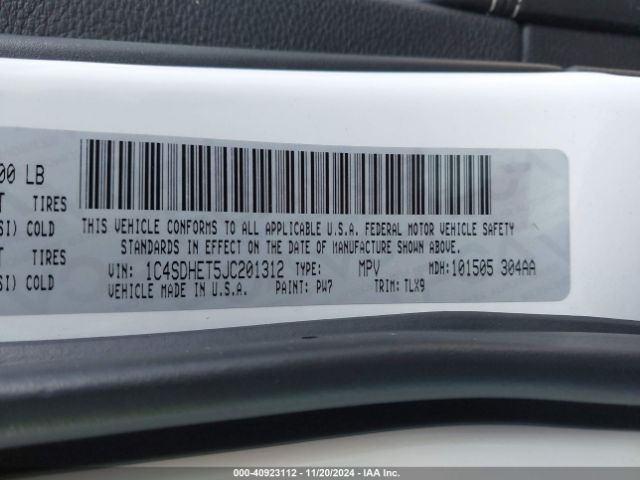 00 LB
T TIRES
SI) COLD
T TIRES
SI) COLD
THIS VEHICLE CONFORMS TO ALL APPLICABLE U.S.A. FEDERAL MOTOR VEHICLE SAFETY
STANDARDS IN EFFECT ON THE DATE OF MANUFACTURE SHOWN ABOVE.
VIN: 1C4SDHET5JC201312 TYPE: MPV MDH:101505 304AA
VEHICLE MADE IN U.S.A. PAINT: PW7 TRIM: TLX9
000-40923112 - 11/20/2024 - IAA Inc.